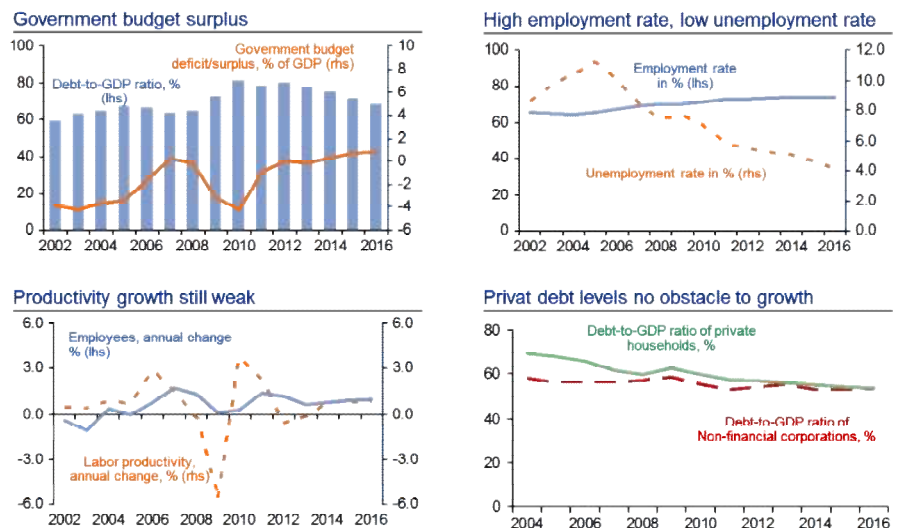 Government budget surplus
100
80
60
40
20
0
10
8
6
4
2
0
-2
-4
-6
Government budget
deficit/surplus, % of GDP (rhs)
Debt-to-GDP ratio, %
(lhs)
2002 2004 2006 2008 2010 2012 2014 2016
High employment rate, low unemployment rate
100
80
60
40
20
0
12.0
10.0
8.0
6.0
4.0
2.0
0.0
Employment rate
in % (lhs)
Unemployment rate in % (rhs)
2002 2004 2006 2008 2010 2012 2014 2016
Productivity growth still weak
6.0
3.0
0.0
-3.0
-6.0
6.0
3.0
0.0
-3.0
-6.0
Employees, annual change
% (lhs)
Labor productivity,
annual change, % (rhs)
2002 2004 2006 2008 2010 2012 2014 2016
Privat debt levels no obstacle to growth
80
60
40
20
0
Debt-to-GDP ratio of private
households, %
Debt-to-GDP ratio of
Non-financial corporations, %
2004 2006 2008 2010 2012 2014 2016